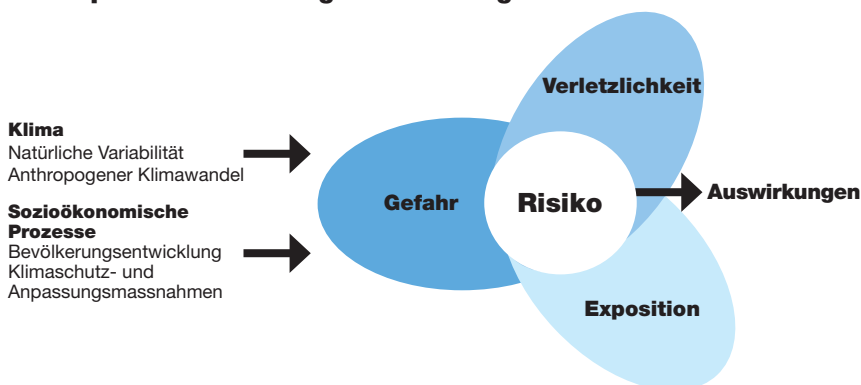 Klima
Natürliche Variabilität
Anthropogener Klimawandel
Sozioökonomische
Prozesse
Bevölkerungsentwicklung
Klimaschutz- und
Anpassungsmassnahmen
Gefahr
Verletzlichkeit
Risiko
Exposition
Auswirkungen